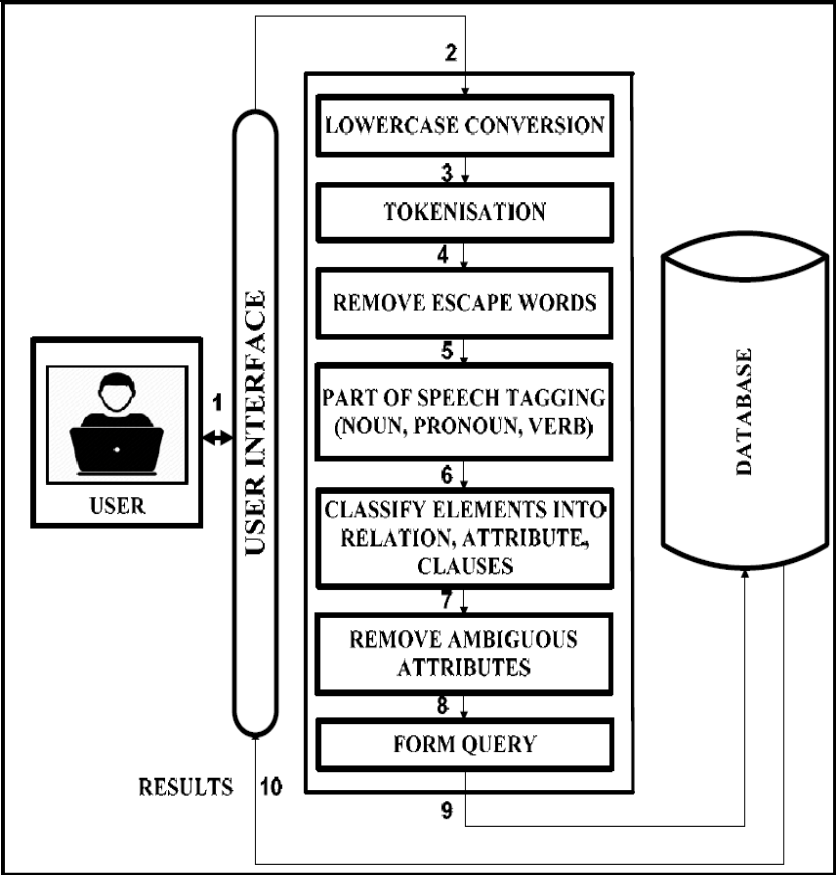 2
LOWERCASE CONVERSION
3
TOKENISATION
4
REMOVE ESCAPE WORDS
5
PART OF SPEECH TAGGING
(NOUN, PRONOUN, VERB)
6
CLASSIFY ELEMENTS INTO
RELATION, ATTRIBUTE,
CLAUSES
7
REMOVE AMBIGUOUS
ATTRIBUTES
8
FORM QUERY
9
1
USER
USER INTERFACE
DATABASE
RESULTS 10